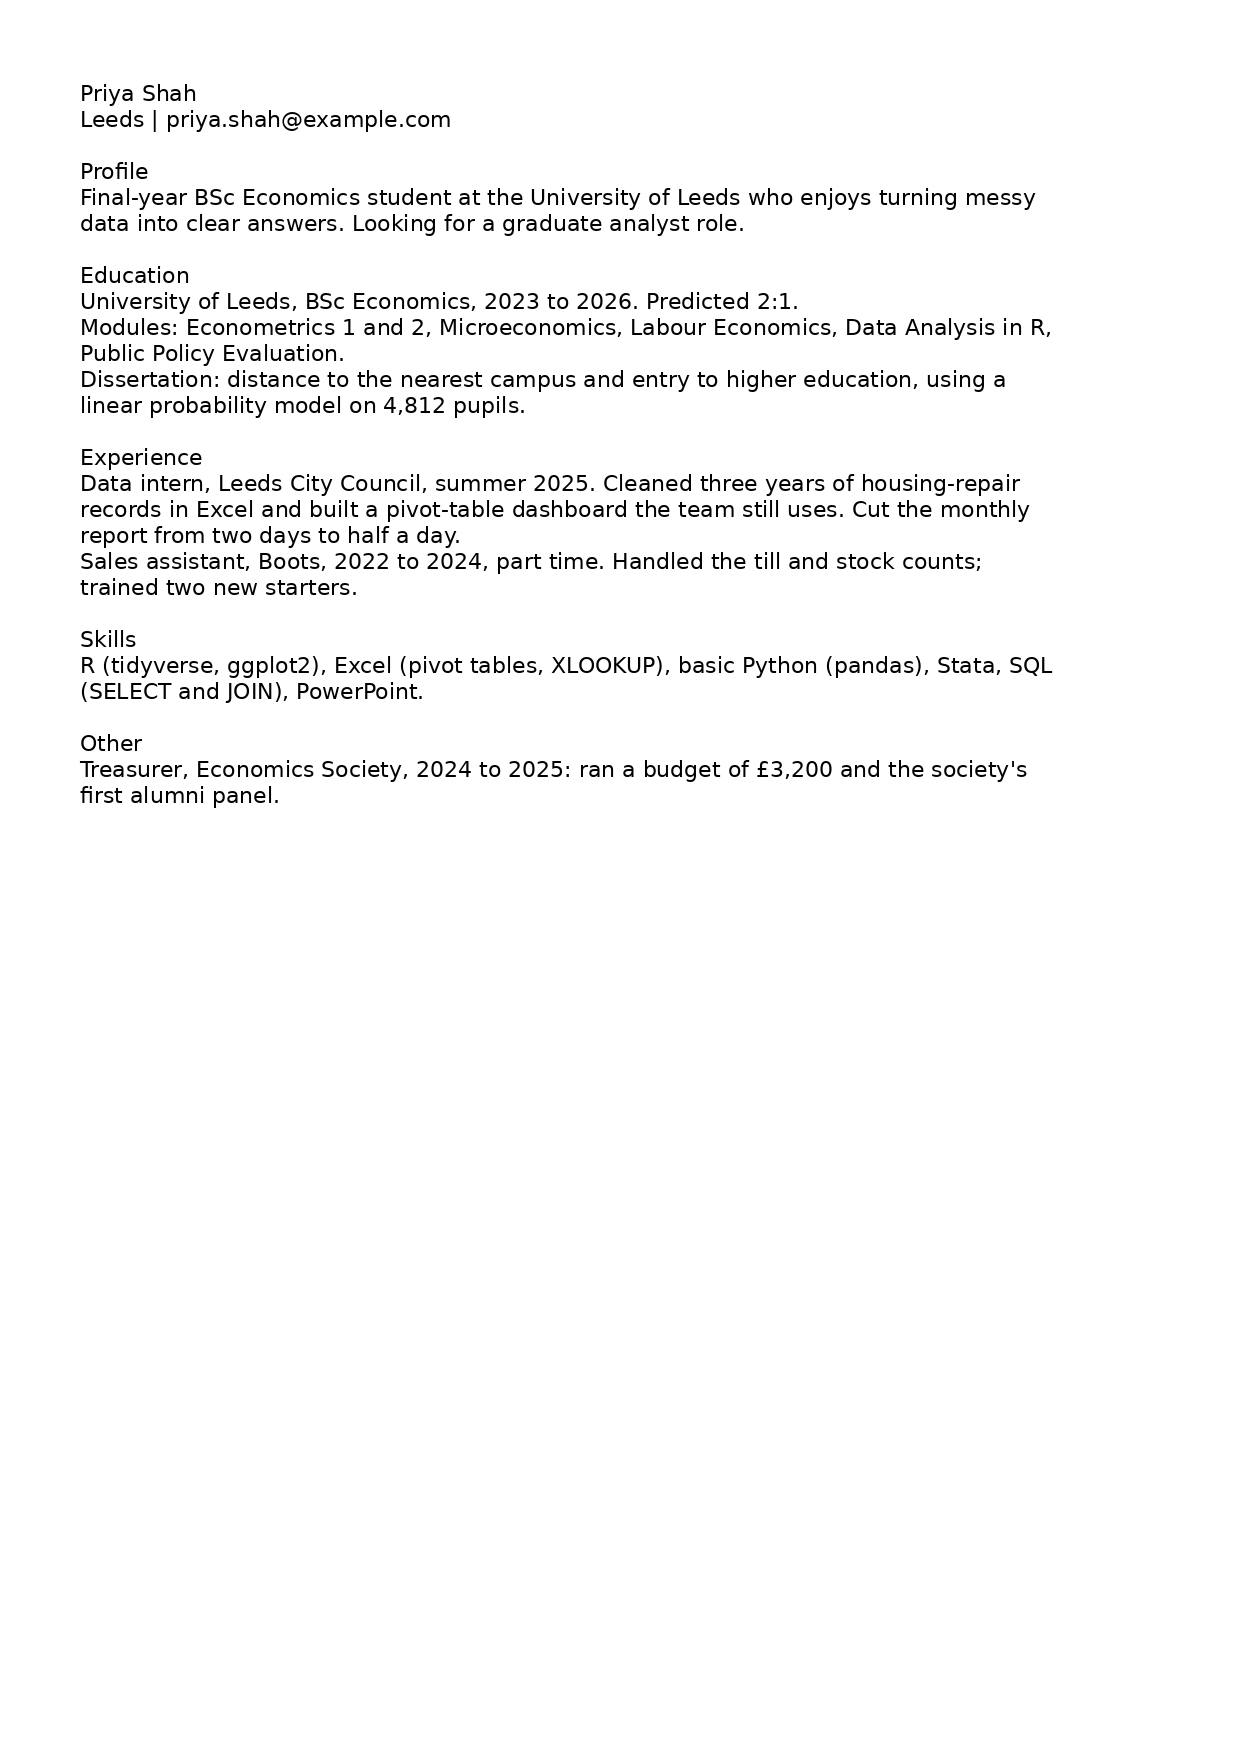 Priya Shah
Leeds | priya.shah@example.com
Profile
Final-year BSc Economics student at the University of Leeds who enjoys turning messy
data into clear answers. Looking for a graduate analyst role.
Education
University of Leeds, BSc Economics, 2023 to 2026. Predicted 2:1.
Modules: Econometrics 1 and 2, Microeconomics, Labour Economics, Data Analysis in R,
Public Policy Evaluation.
Dissertation: distance to the nearest campus and entry to higher education, using a
linear probability model on 4,812 pupils.
Experience
Data intern, Leeds City Council, summer 2025. Cleaned three years of housing-repair
records in Excel and built a pivot-table dashboard the team still uses. Cut the monthly
report from two days to half a day.
Sales assistant, Boots, 2022 to 2024, part time. Handled the till and stock counts;
trained two new starters.
Skills
R (tidyverse, ggplot2), Excel (pivot tables, XLOOKUP), basic Python (pandas), Stata, SQL
(SELECT and JOIN), PowerPoint.
Other
Treasurer, Economics Society, 2024 to 2025: ran a budget of £3,200 and the society's
first alumni panel.